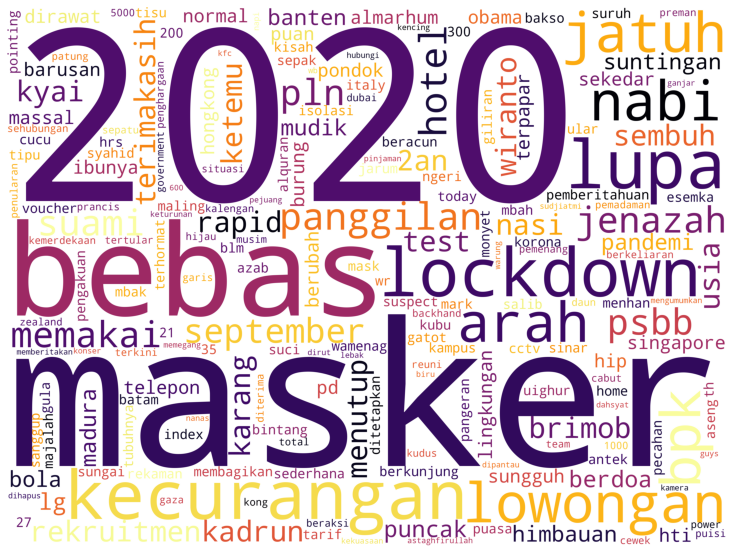 pointing dirawat 5000 tisu normal banten almarhum obama bakso suruh preman
2020
jatuh
barusan 200 kfc puan kisah sepak 300 hubungi kencing suntingan
kyai patung terimakasih hongkong ketemu pln pondok italy hotel wiranto giliran terpapar sekedar nabi
massal sehubungan sepatu penghargaan isolasi dubai mudik ganjar
cucu hrs syahid government situasi alquran burung jarum beracun 2an ular sembuh
penularan tipu ibunya 600 pejuang ngeri today pemberitahuan esemka lupa
voucher prancis maling keturunan kalengan pinjaman mbah sudjiatmi pemadaman
suami rapid panggilan nasi jenazah
kemerdekaan tertular hijau musim test monyet korona pemenang warung pandemi
bebas pengakuan blm azab terhormat berubah mask wr lockdown berkeliaran usia
mbak garis suspect mark salib daun menhan mengumumkan
zealand backhand arah psbb
memakai 21 september kubu gatot kampus cctv sinar singapore
memberitakan konser terkini memegang 35 suci dirut lebak wamenag reuni biru hip cabut dahsyat
masker
sanggup majalah gula madura tubuhnya batam telepon diterima karang pd menutup ditetapkan pangeran lingkungan uighur home
index nanas bintang total kudus brimob team 1000 antek pecahan aseng th guys bpk
bola sungai rekaman membagikan sederhana berkunjung dipantau sungguh berdoa kamera
dihapus lg gaza kong kecurangan lowongan
27 rekruitmen kadrun beraksi tarif kekuasaan puncak astaghfirullah puasa himbauan cewek hti power puisi